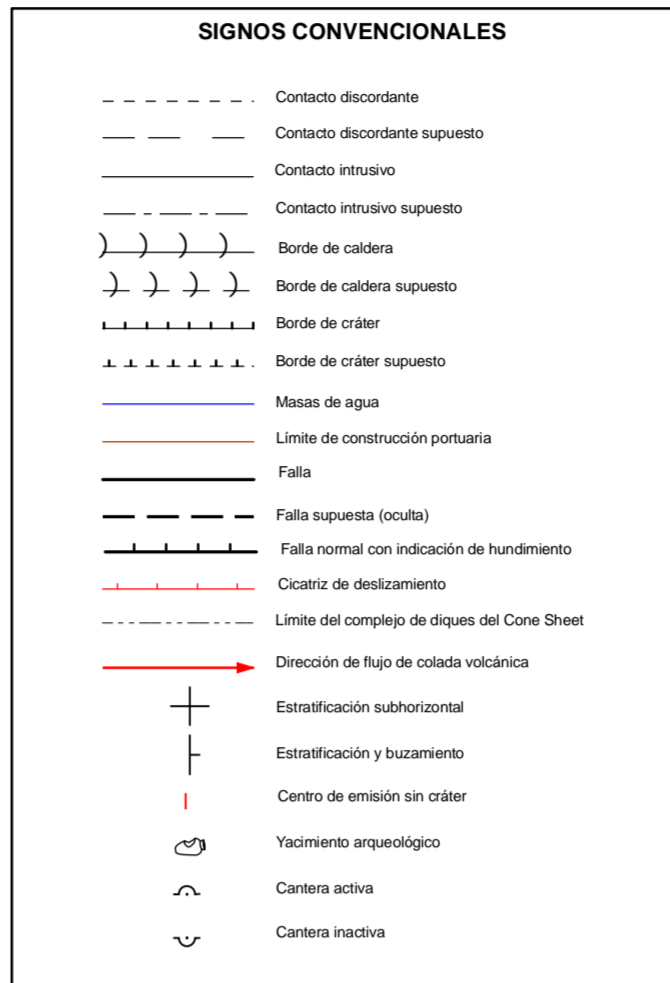 SIGNOS CONVENCIONALES
Contacto discordante
Contacto discordante supuesto
Contacto intrusivo
Contacto intrusivo supuesto
Borde de caldera
Borde de caldera supuesto
Borde de cráter
Borde de cráter supuesto
Masas de agua
Límite de construcción portuaria
Falla
Falla supuesta (oculta)
Falla normal con indicación de hundimiento
Cicatriz de deslizamiento
Límite del complejo de diques del Cone Sheet
Dirección de flujo de colada volcánica
Estratificación subhorizontal
Estratificación y buzamiento
Centro de emisión sin cráter
Yacimiento arqueológico
Cantera activa
Cantera inactiva